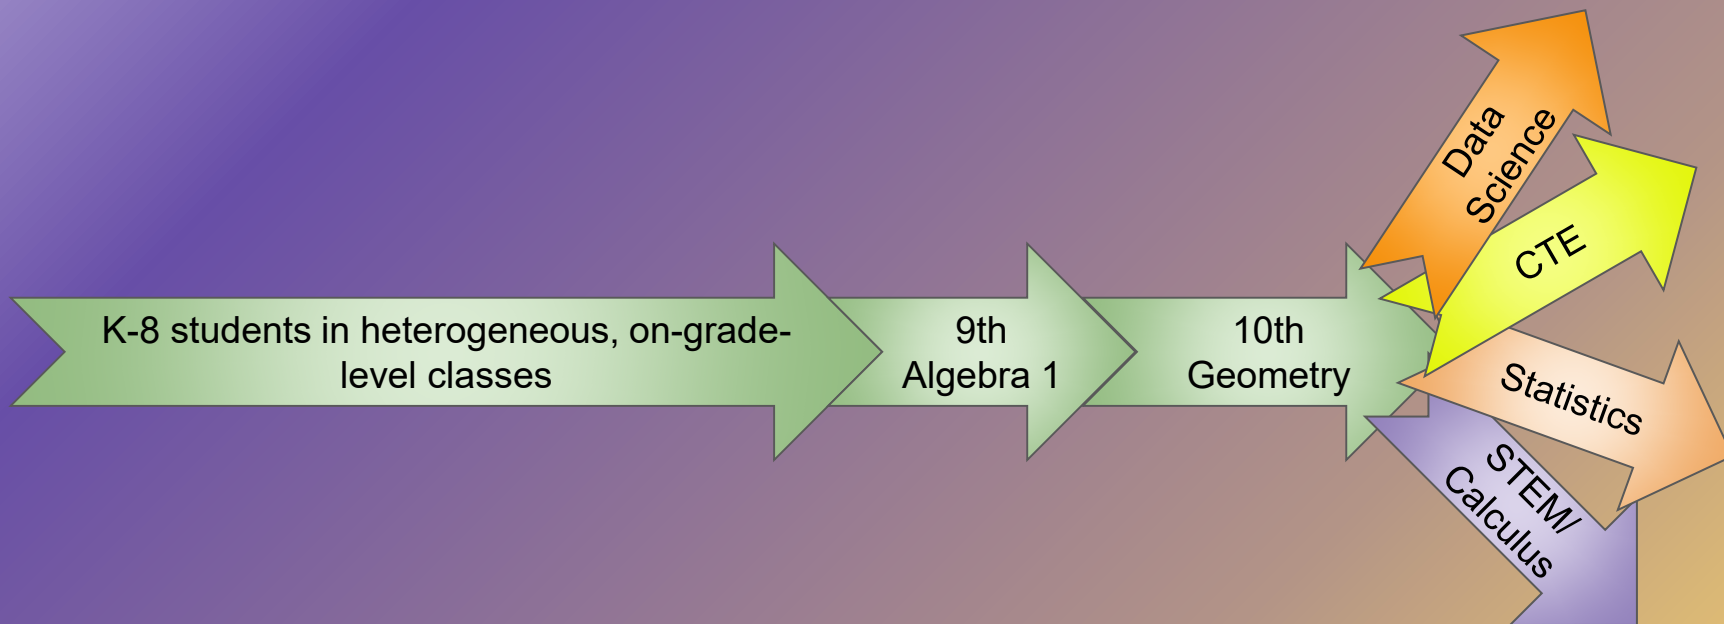 K-8 students in heterogeneous, on-grade-
level classes
9th
Algebra 1
10th
Geometry
Data
Science
CTE
Statistics
STEM/
Calculus